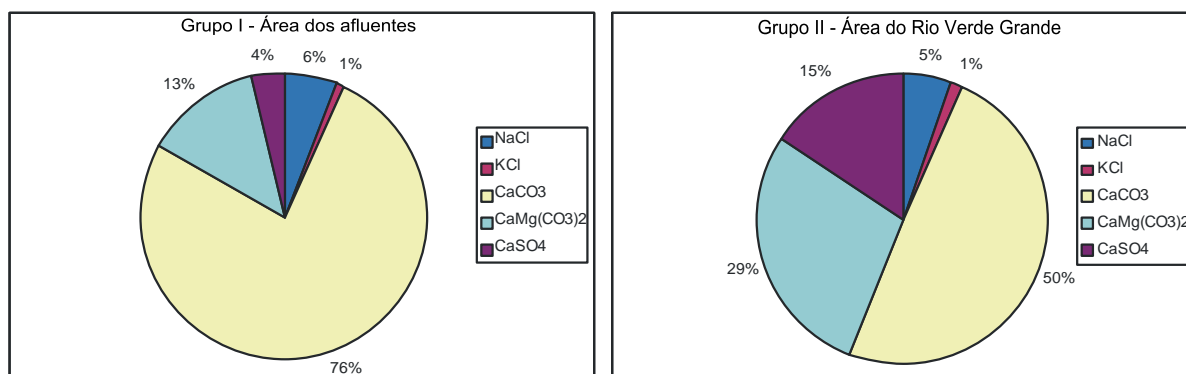 Grupo I - Área dos afluentes
4%
6%
1%
13%
76%
NaCl
KCl
CaCO3
CaMg(CO3)2
CaSO4
Grupo II - Área do Rio Verde Grande
15%
5%
1%
29%
50%
NaCl
KCl
CaCO3
CaMg(CO3)2
CaSO4